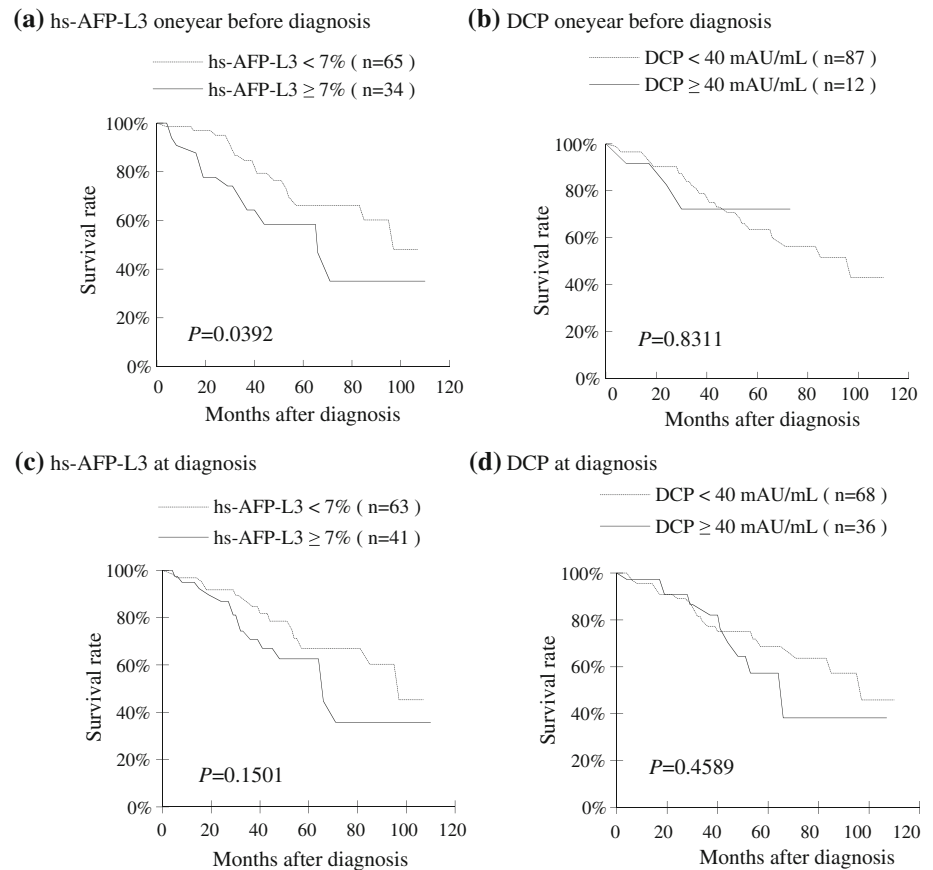 (a) hs-AFP-L3 oneyear before diagnosis
hs-AFP-L3 < 7% ( n=65 )
hs-AFP-L3 ≥ 7% ( n=34 )
100%
80%
60%
40%
20%
0%
Survival rate
P=0.0392
0 20 40 60 80 100 120
Months after diagnosis
(b) DCP oneyear before diagnosis
DCP < 40 mAU/mL ( n=87 )
DCP ≥ 40 mAU/mL ( n=12 )
100%
80%
60%
40%
20%
0%
Survival rate
P=0.8311
0 20 40 60 80 100 120
Months after diagnosis
(c) hs-AFP-L3 at diagnosis
hs-AFP-L3 < 7% ( n=63 )
hs-AFP-L3 ≥ 7% ( n=41 )
100%
80%
60%
40%
20%
0%
Survival rate
P=0.1501
0 20 40 60 80 100 120
Months after diagnosis
(d) DCP at diagnosis
DCP < 40 mAU/mL ( n=68 )
DCP ≥ 40 mAU/mL ( n=36 )
100%
80%
60%
40%
20%
0%
Survival rate
P=0.4589
0 20 40 60 80 100 120
Months after diagnosis